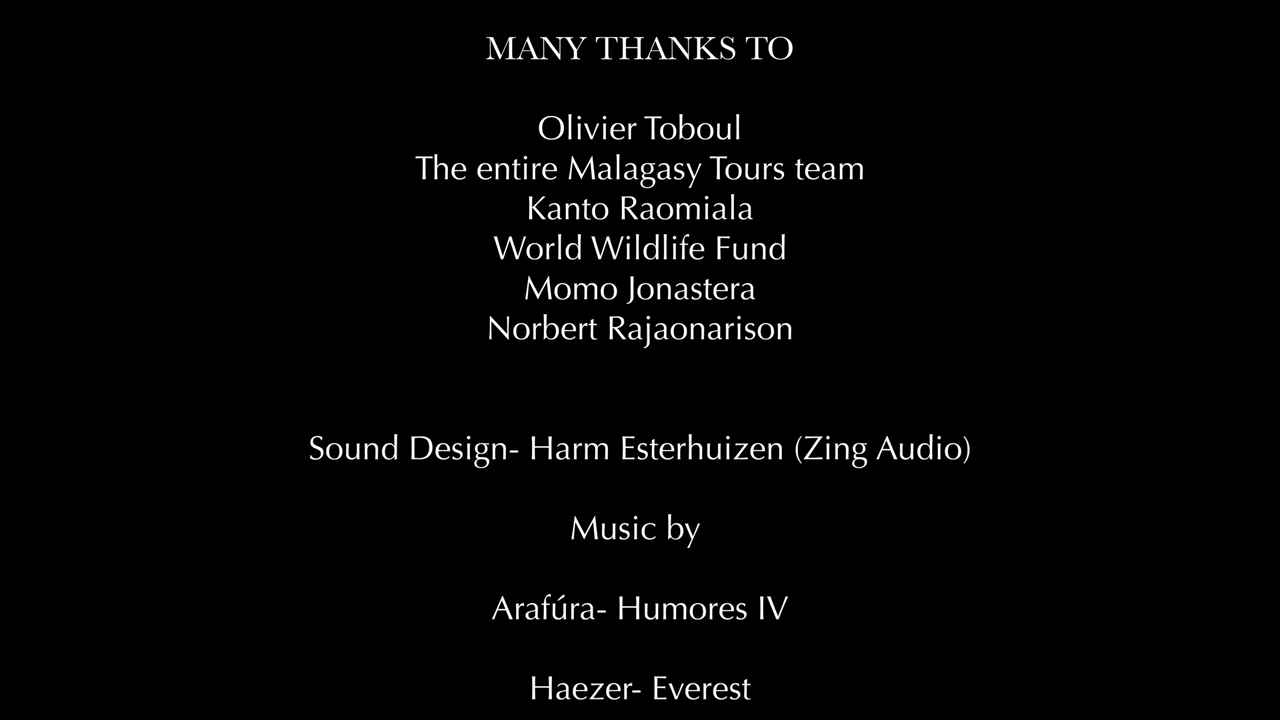 MANY THANKS TO
Olivier Toboul
The entire Malagasy Tours team
Kanto Raomiala
World Wildlife Fund
Momo Jonastera
Norbert Rajaonarison
Sound Design- Harm Esterhuizen (Zing Audio)
Music by
Arafúra- Humores IV
Haezer- Everest